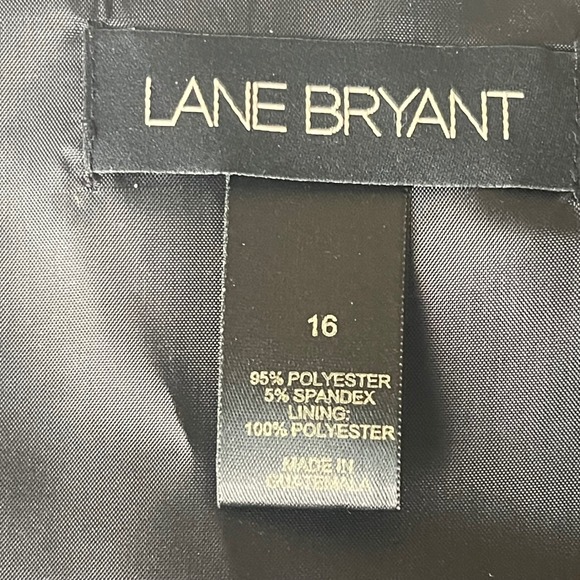 LANE BRYANT
16
95% POLYESTER
5% SPANDEX
LINING:
100% POLYESTER
MADE IN
GUATEMALA